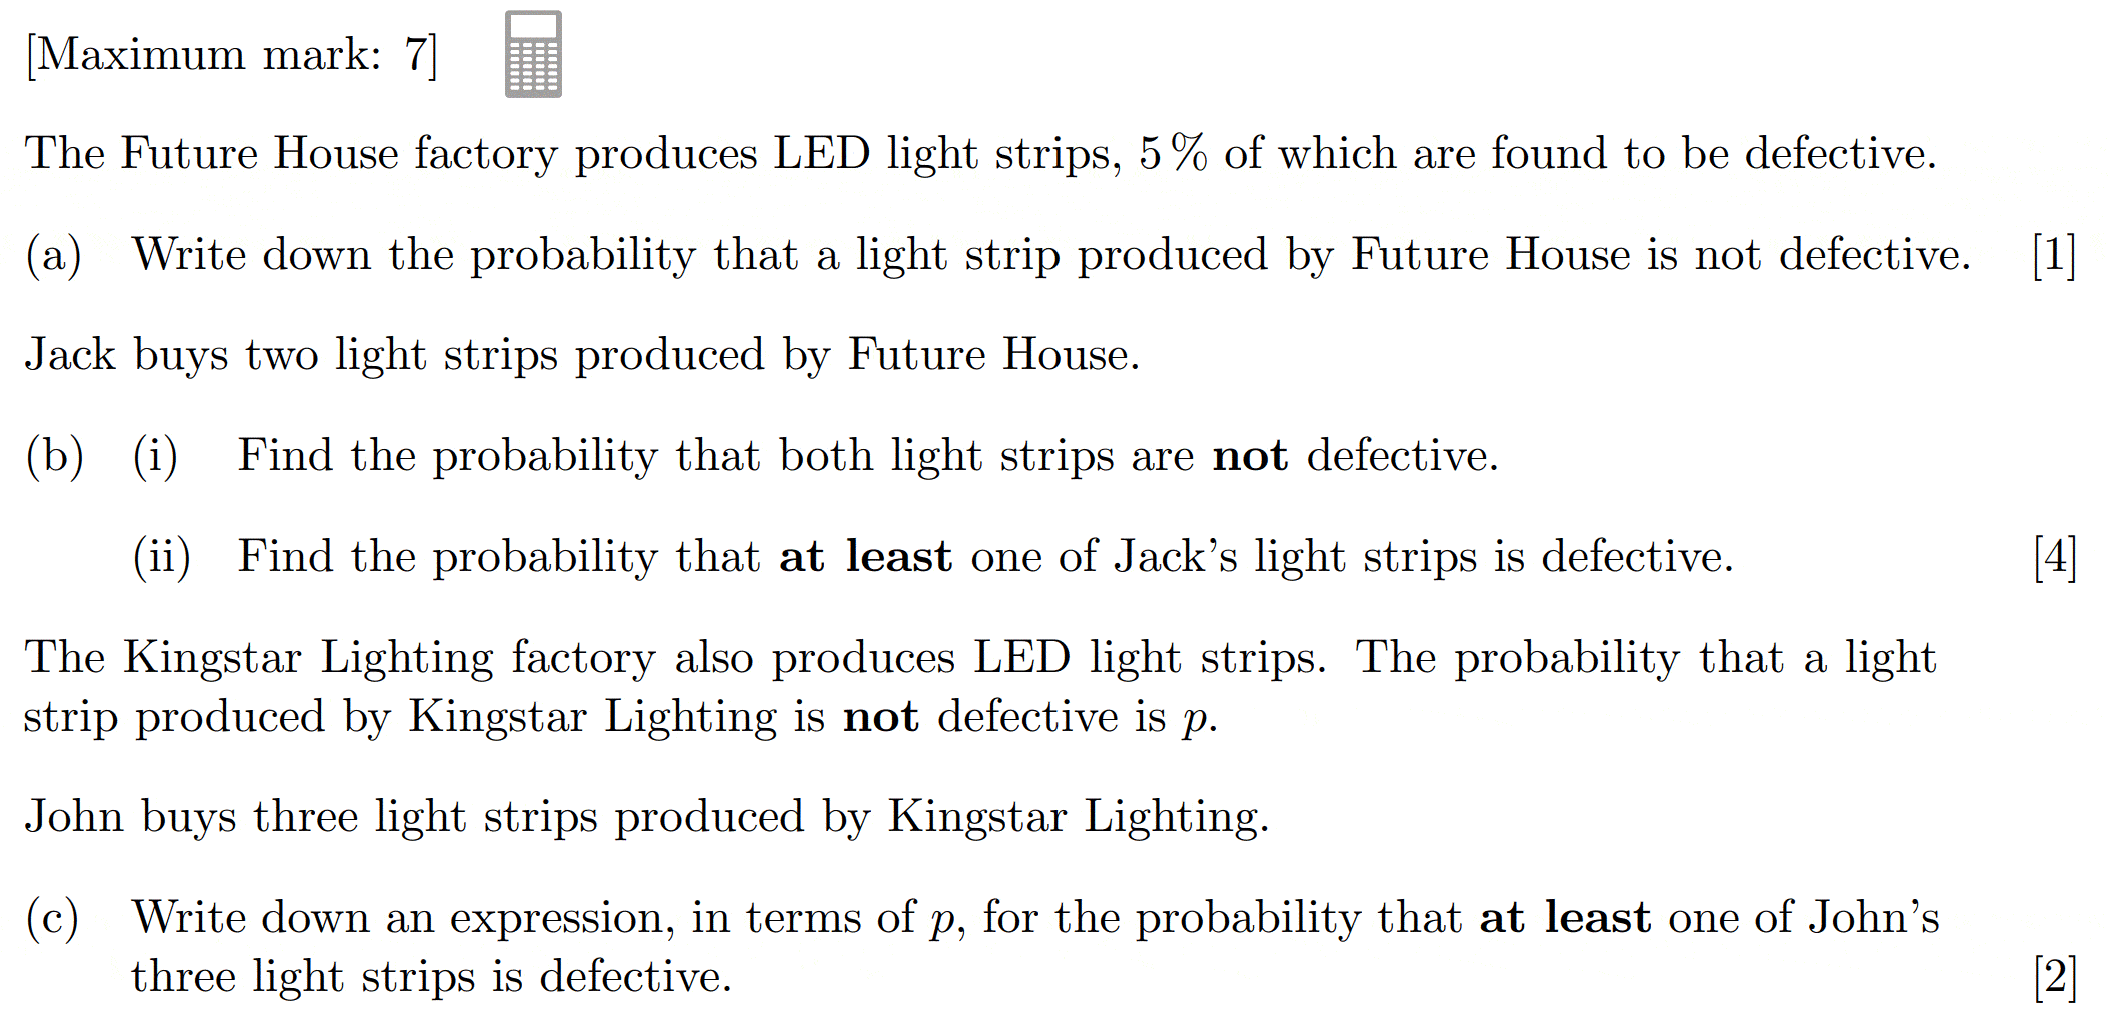 [Maximum mark: 7]
The Future House factory produces LED light strips, 5 % of which are found to be defective.
(a) Write down the probability that a light strip produced by Future House is not defective. [1]
Jack buys two light strips produced by Future House.
(b) (i) Find the probability that both light strips are not defective.
(ii) Find the probability that at least one of Jack's light strips is defective. [4]
The Kingstar Lighting factory also produces LED light strips. The probability that a light
strip produced by Kingstar Lighting is not defective is p.
John buys three light strips produced by Kingstar Lighting.
(c) Write down an expression, in terms of p, for the probability that at least one of John's
three light strips is defective. [2]